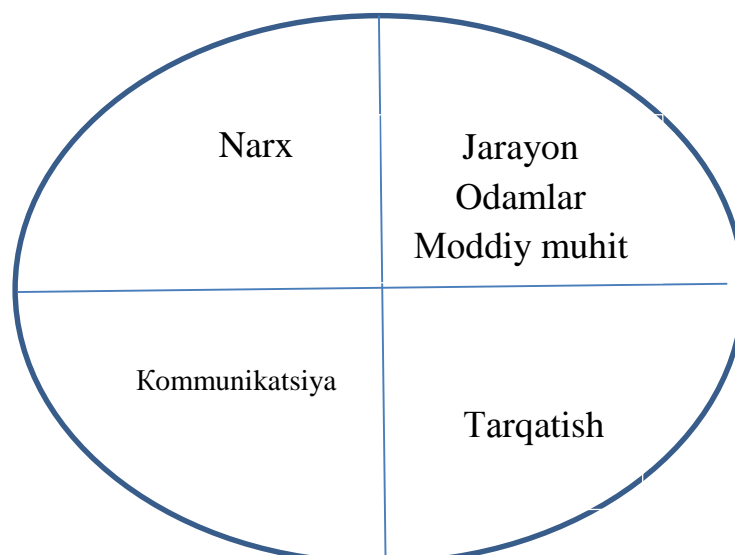 Narx
Jarayon
Odamlar
Moddiy muhit
Kommunikatsiya
Tarqatish